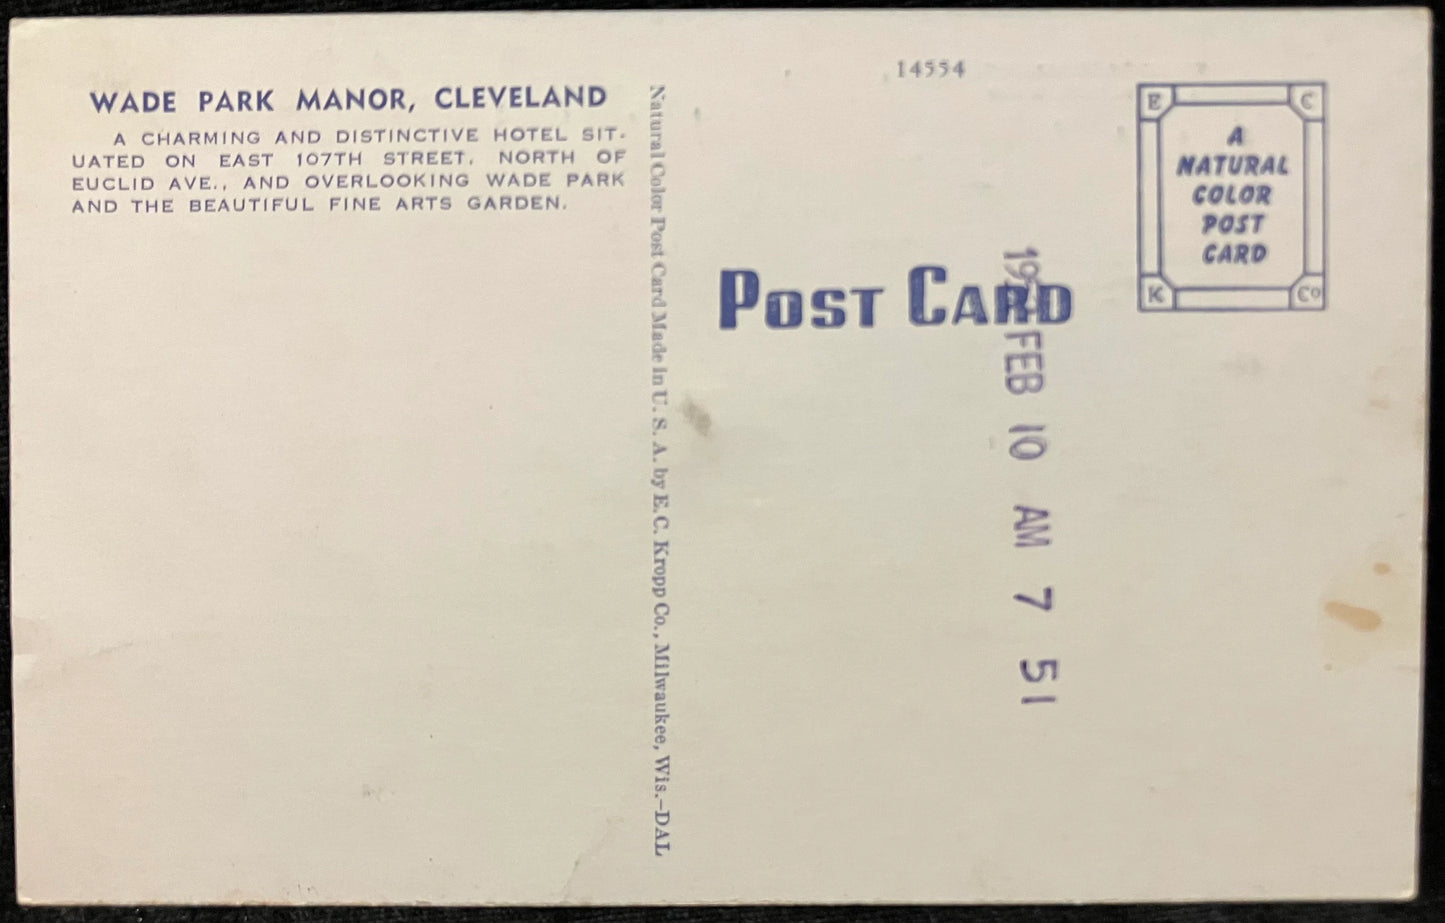 WADE PARK MANOR, CLEVELAND
A CHARMING AND DISTINCTIVE HOTEL SIT-
UATED ON EAST 107TH STREET, NORTH OF
EUCLID AVE., AND OVERLOOKING WADE PARK
AND THE BEAUTIFUL FINE ARTS GARDEN.
Natural Color Post Card Made in U. S. A. by E. C. Kropp Co., Milwaukee, Wis.-DAL
14554
POST CARD
E C
A
NATURAL
COLOR
POST
CARD
K Co
FEB 10 AM 7 51